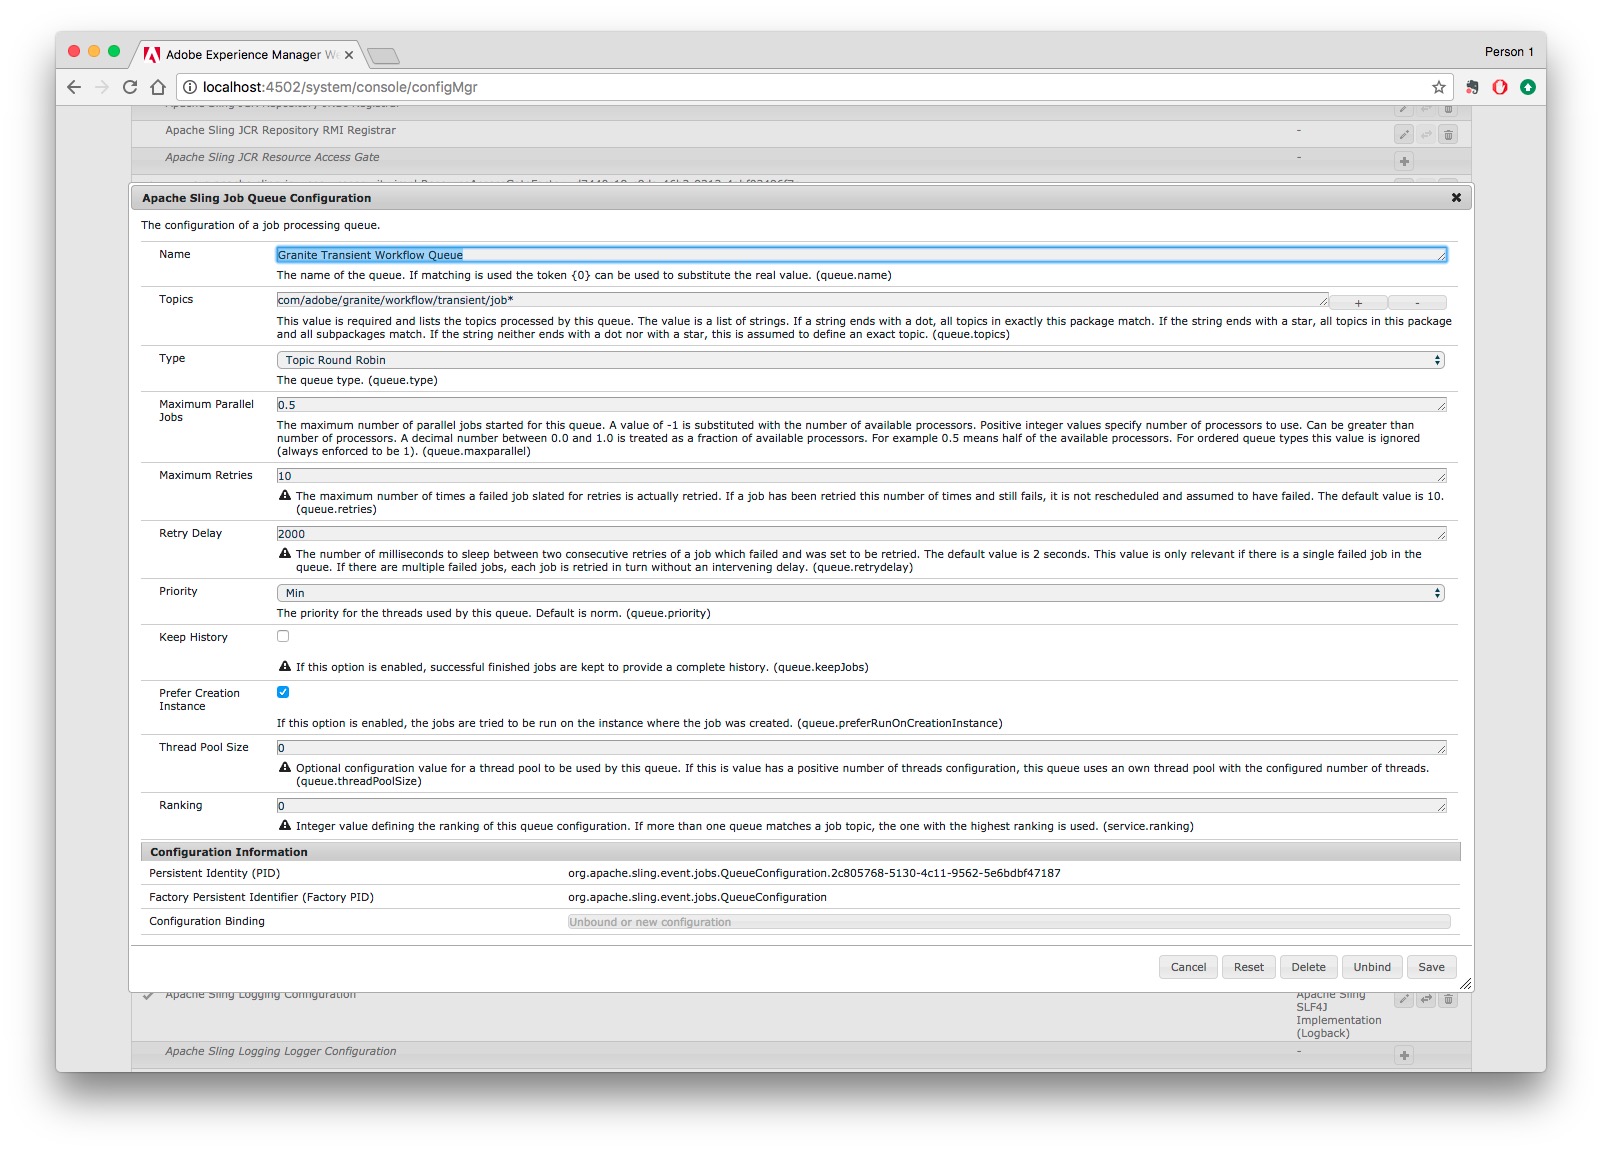 Adobe Experience Manager W
Person 1
localhost:4502/system/console/configMgr
Apache Sling JCR Repository RMI Registrar
-
Apache Sling JCR Resource Access Gate
-
Apache Sling Job Queue Configuration
The configuration of a job processing queue.
Name
Granite Transient Workflow Queue
The name of the queue. If matching is used the token {0} can be used to substitute the real value. (queue.name)
Topics
com/adobe/granite/workflow/transient/job*
+
-
This value is required and lists the topics processed by this queue. The value is a list of strings. If a string ends with a dot, all topics in exactly this package match. If the string ends with a star, all topics in this package
and all subpackages match. If the string neither ends with a dot nor with a star, this is assumed to define an exact topic. (queue.topics)
Type
Topic Round Robin
The queue type. (queue.type)
Maximum Parallel
Jobs
0.5
The maximum number of parallel jobs started for this queue. A value of -1 is substituted with the number of available processors. Positive integer values specify number of processors to use. Can be greater than
number of processors. A decimal number between 0.0 and 1.0 is treated as a fraction of available processors. For example 0.5 means half of the available processors. For ordered queue types this value is ignored
(always enforced to be 1). (queue.maxparallel)
Maximum Retries
10
The maximum number of times a failed job slated for retries is actually retried. If a job has been retried this number of times and still fails, it is not rescheduled and assumed to have failed. The default value is 10.
(queue.retries)
Retry Delay
2000
The number of milliseconds to sleep between two consecutive retries of a job which failed and was set to be retried. The default value is 2 seconds. This value is only relevant if there is a single failed job in the
queue. If there are multiple failed jobs, each job is retried in turn without an intervening delay. (queue.retrydelay)
Priority
Min
The priority for the threads used by this queue. Default is norm. (queue.priority)
Keep History
If this option is enabled, successful finished jobs are kept to provide a complete history. (queue.keepJobs)
Prefer Creation
Instance
If this option is enabled, the jobs are tried to be run on the instance where the job was created. (queue.preferRunOnCreationInstance)
Thread Pool Size
0
Optional configuration value for a thread pool to be used by this queue. If this is value has a positive number of threads configuration, this queue uses an own thread pool with the configured number of threads.
(queue.threadPoolSize)
Ranking
0
Integer value defining the ranking of this queue configuration. If more than one queue matches a job topic, the one with the highest ranking is used. (service.ranking)
Configuration Information
Persistent Identity (PID)
org.apache.sling.event.jobs.QueueConfiguration.2c805768-5130-4c11-9562-5e6bdbf47187
Factory Persistent Identifier (Factory PID)
org.apache.sling.event.jobs.QueueConfiguration
Configuration Binding
Unbound or new configuration
Cancel
Reset
Delete
Unbind
Save
Apache Sling Logging Configuration
Apache Sling
SLF4J
Implementation
(Logback)
Apache Sling Logging Logger Configuration
-